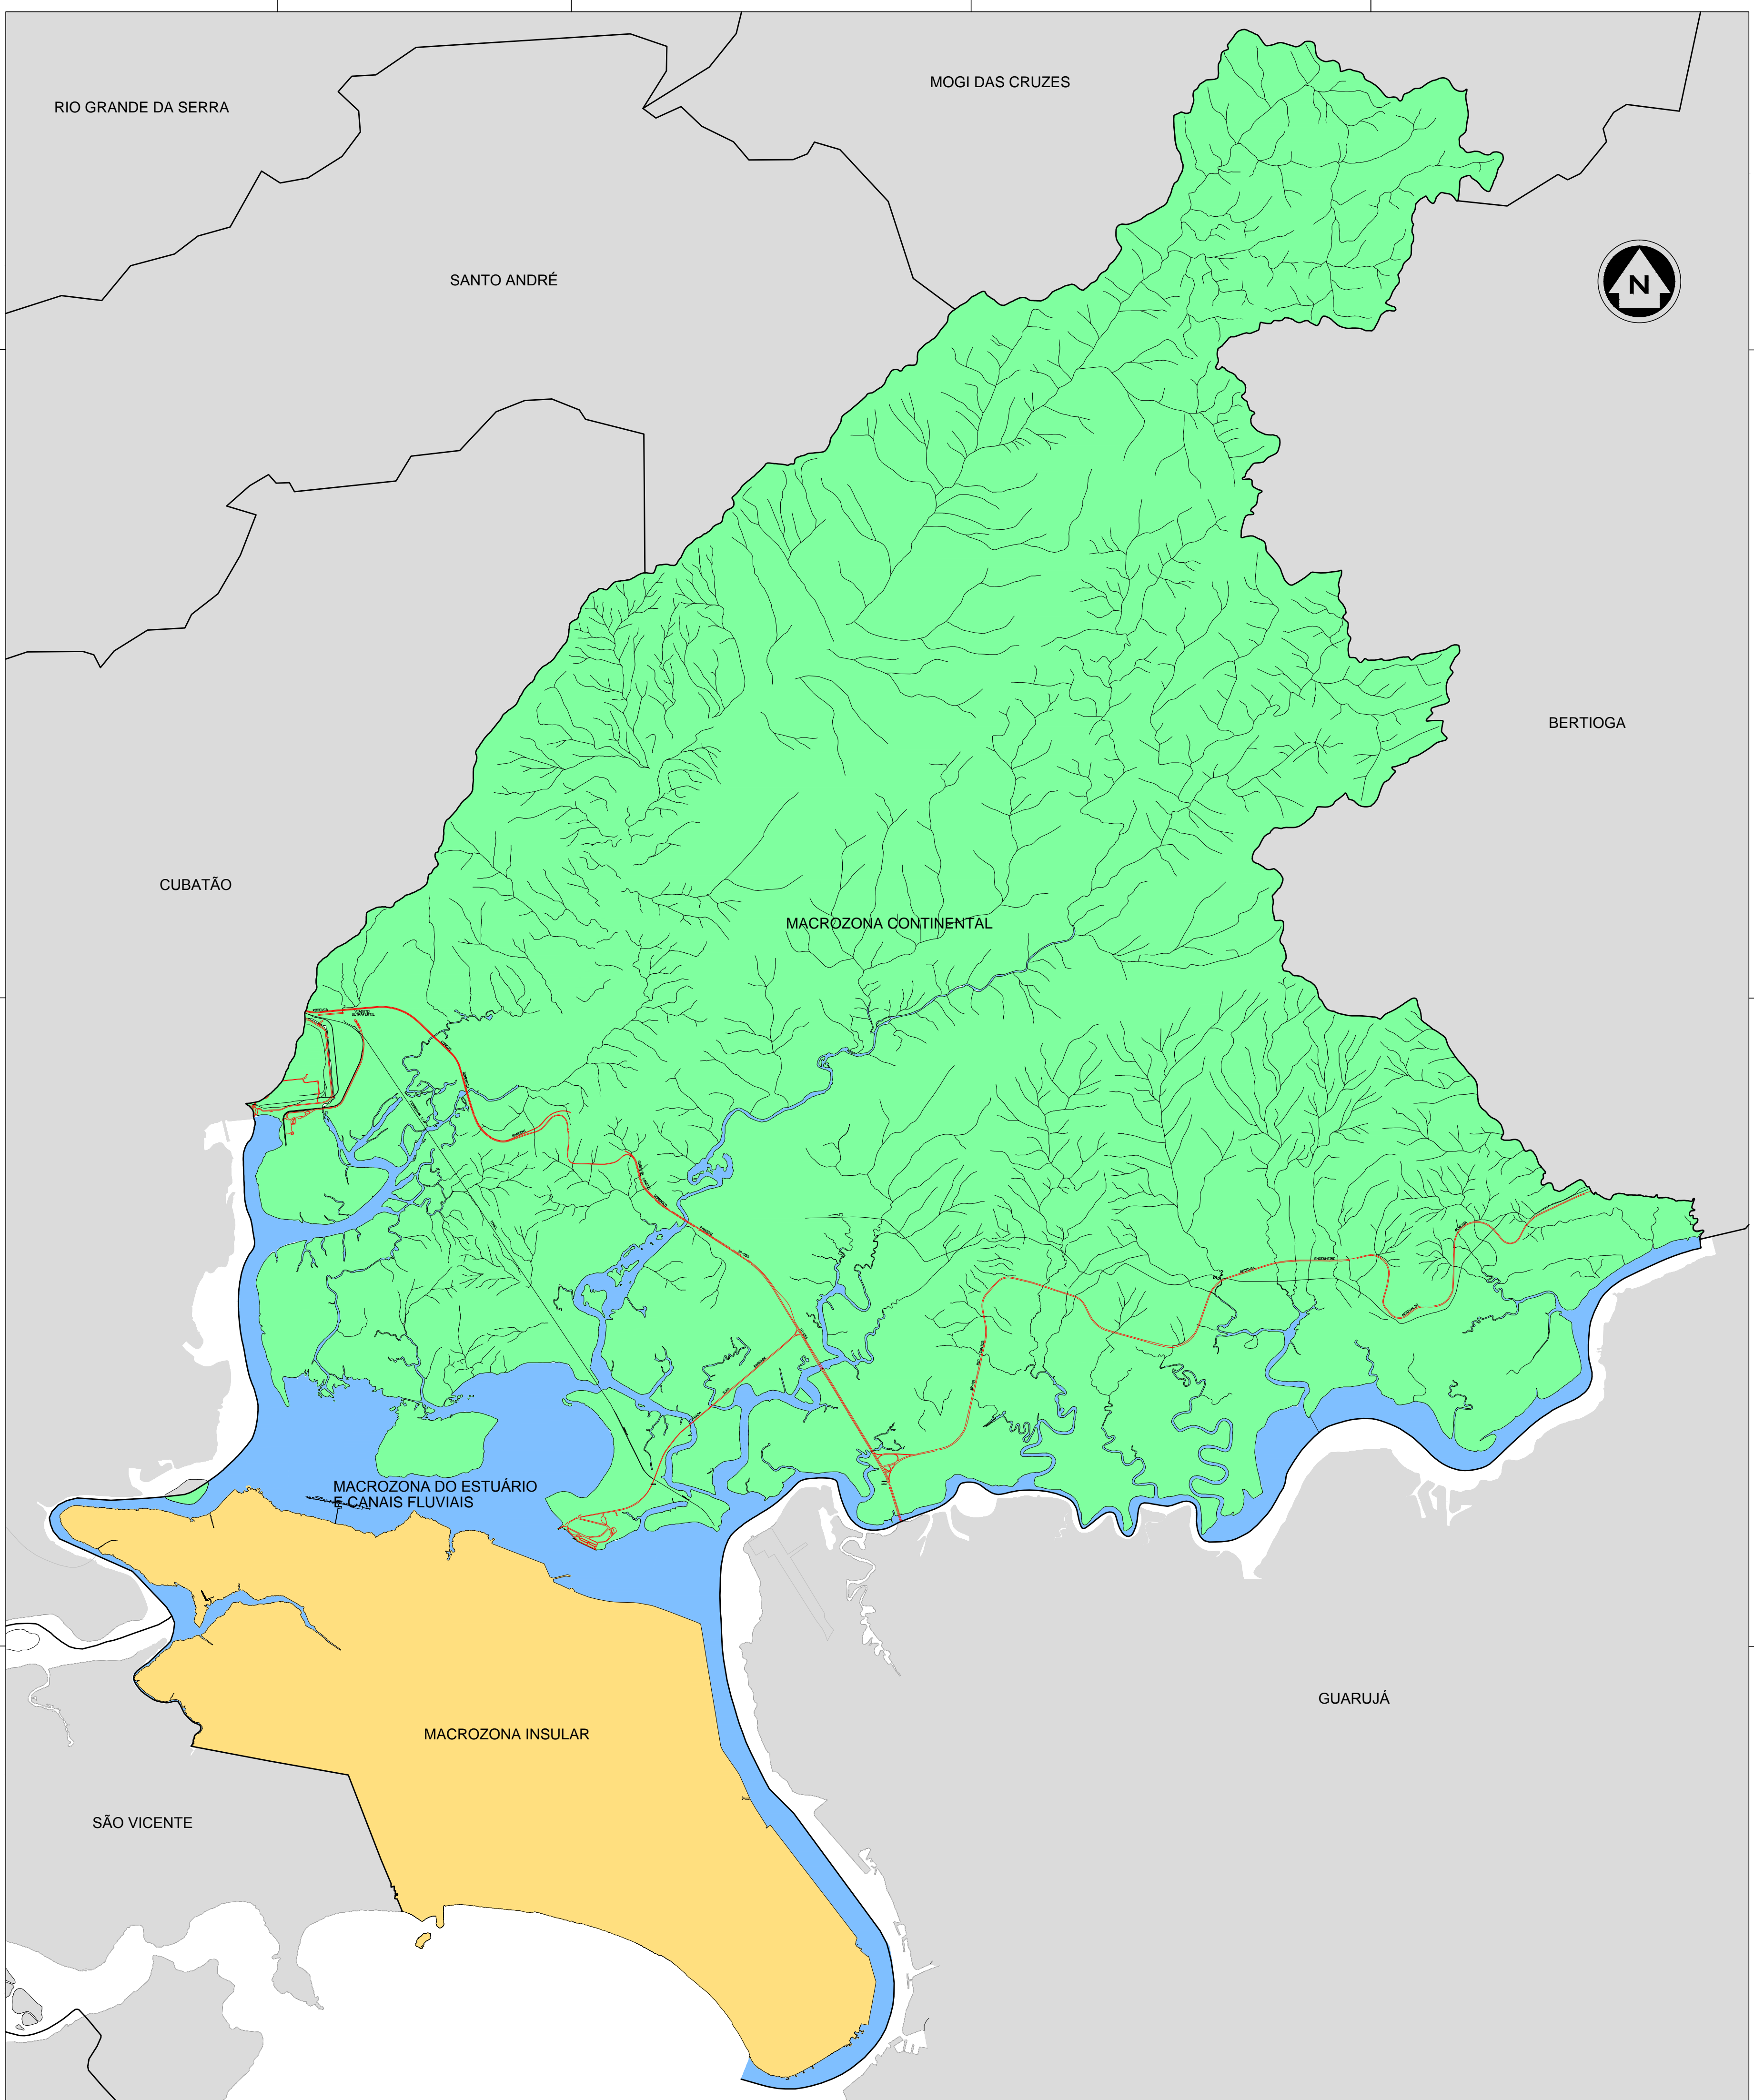 MOGI DAS CRUZES
RIO GRANDE DA SERRA
SANTO ANDRÉ
N
BERTIOGA
CUBATÃO
MACROZONA CONTINENTAL
MACROZONA DO ESTUÁRIO
E CANAIS FLUVIAIS
GUARUJÁ
MACROZONA INSULAR
SÃO VICENTE